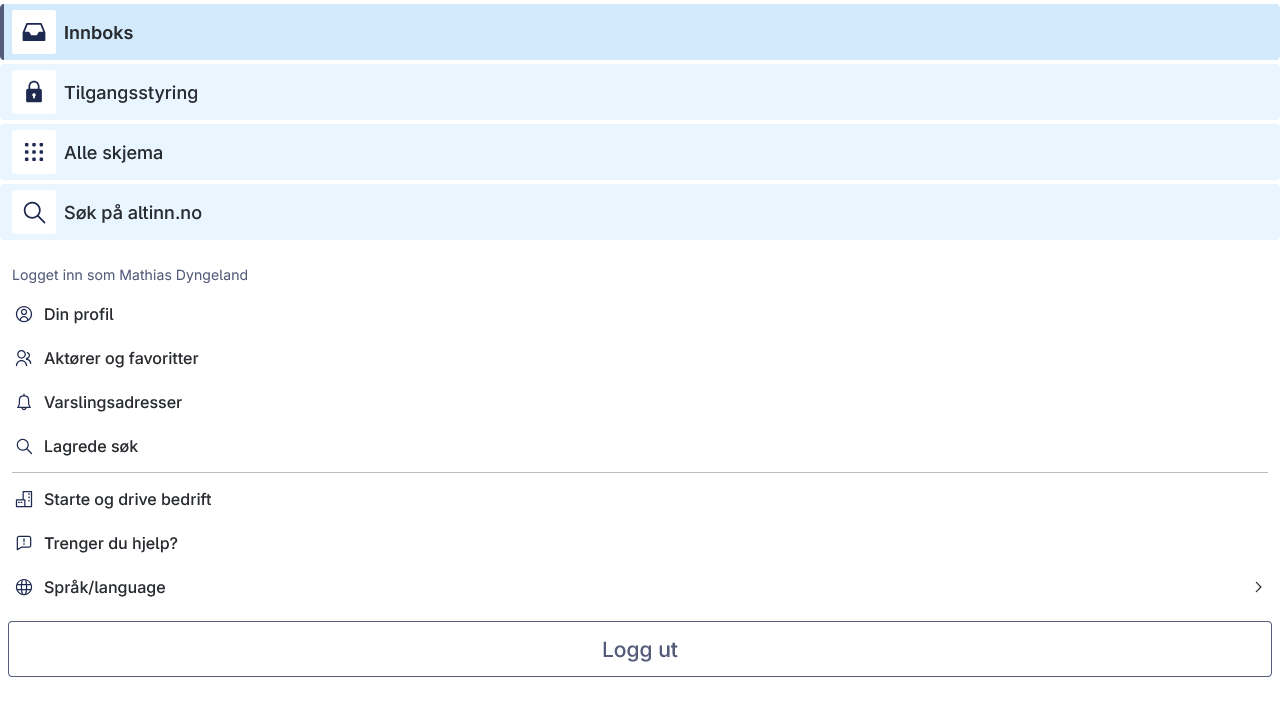 Innboks
Tilgangsstyring
Alle skjema
Søk på altinn.no
Logget inn som Mathias Dyngeland
Din profil
Aktører og favoritter
Varslingsadresser
Lagrede søk
Starte og drive bedrift
Trenger du hjelp?
Språk/language
Logg ut